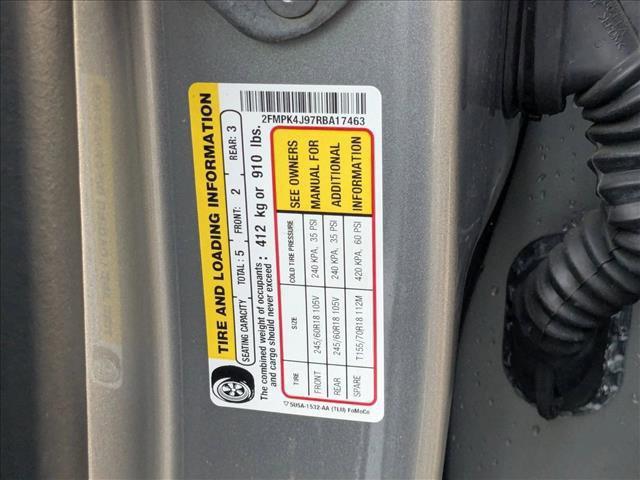 TIRE AND LOADING INFORMATION
SEATING CAPACITY TOTAL: 5 FRONT: 2 REAR: 3
The combined weight of occupants and cargo should never exceed : 412 kg or 910 lbs.
2FMPK4J97RBA17463
TIRE SIZE COLD TIRE PRESSURE
FRONT 245/60R18 105V 240 KPA, 35 PSI
REAR 245/60R18 105V 240 KPA, 35 PSI
SPARE T155/70R18 112M 420 KPA, 60 PSI
SEE OWNERS
MANUAL FOR
ADDITIONAL
INFORMATION
5U5A-1532-AA (TLU) FoMoCo